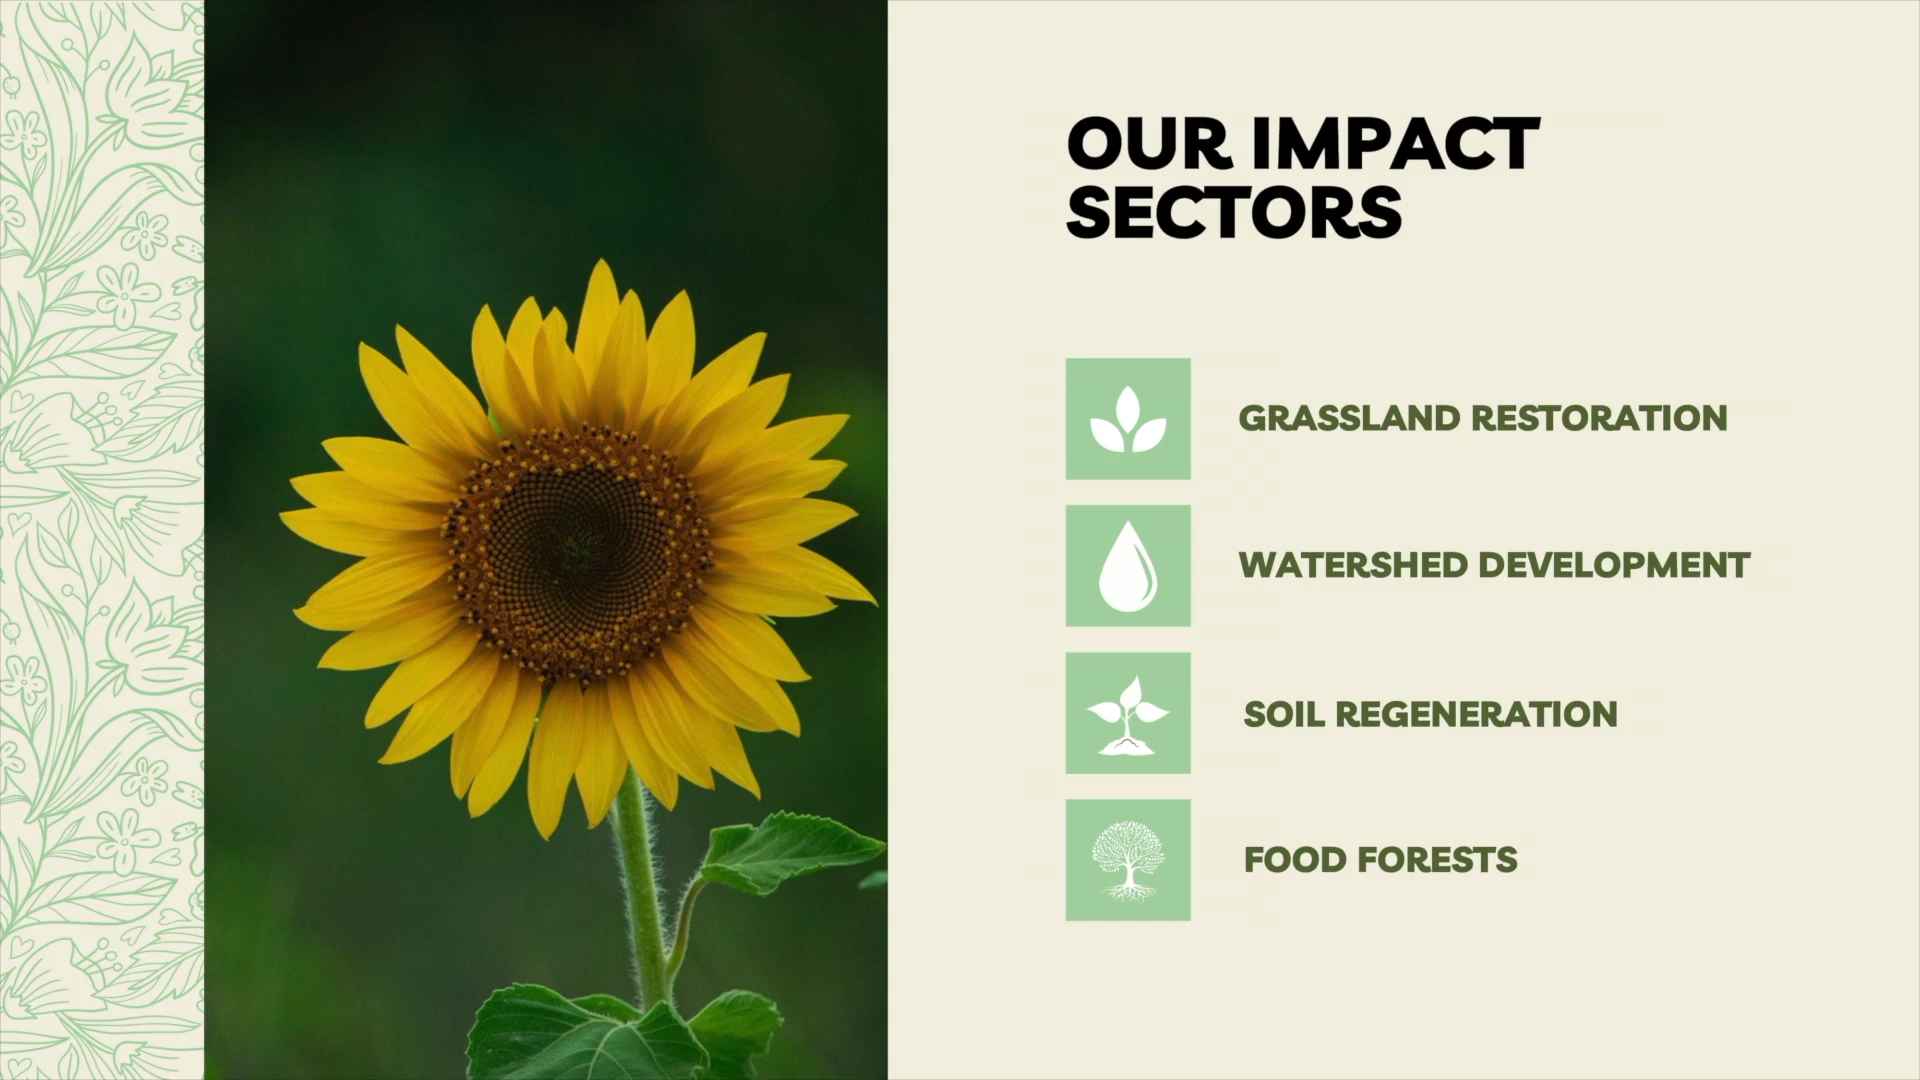 OUR IMPACT
SECTORS
GRASSLAND RESTORATION
WATERSHED DEVELOPMENT
SOIL REGENERATION
FOOD FORESTS